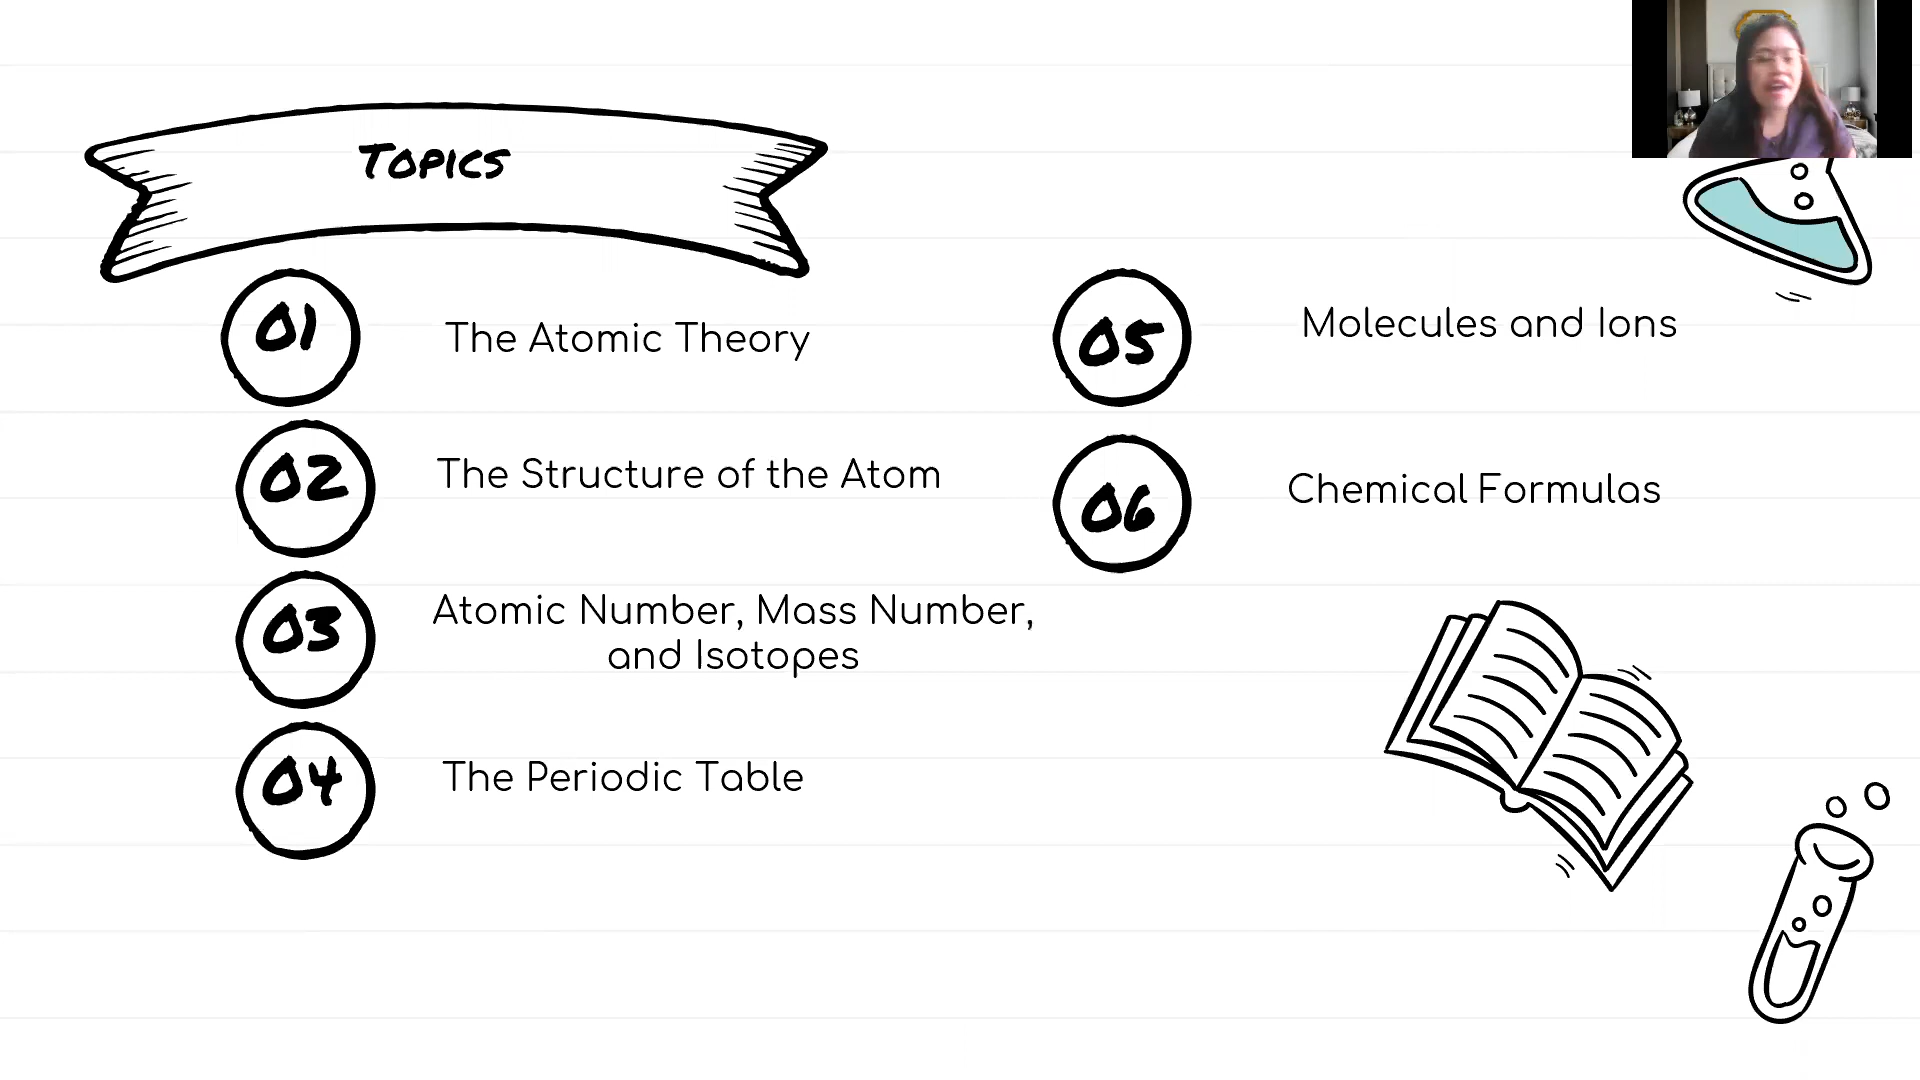 Topics
01
The Atomic Theory
02
The Structure of the Atom
03
Atomic Number, Mass Number,
and Isotopes
04
The Periodic Table
05
Molecules and Ions
06
Chemical Formulas